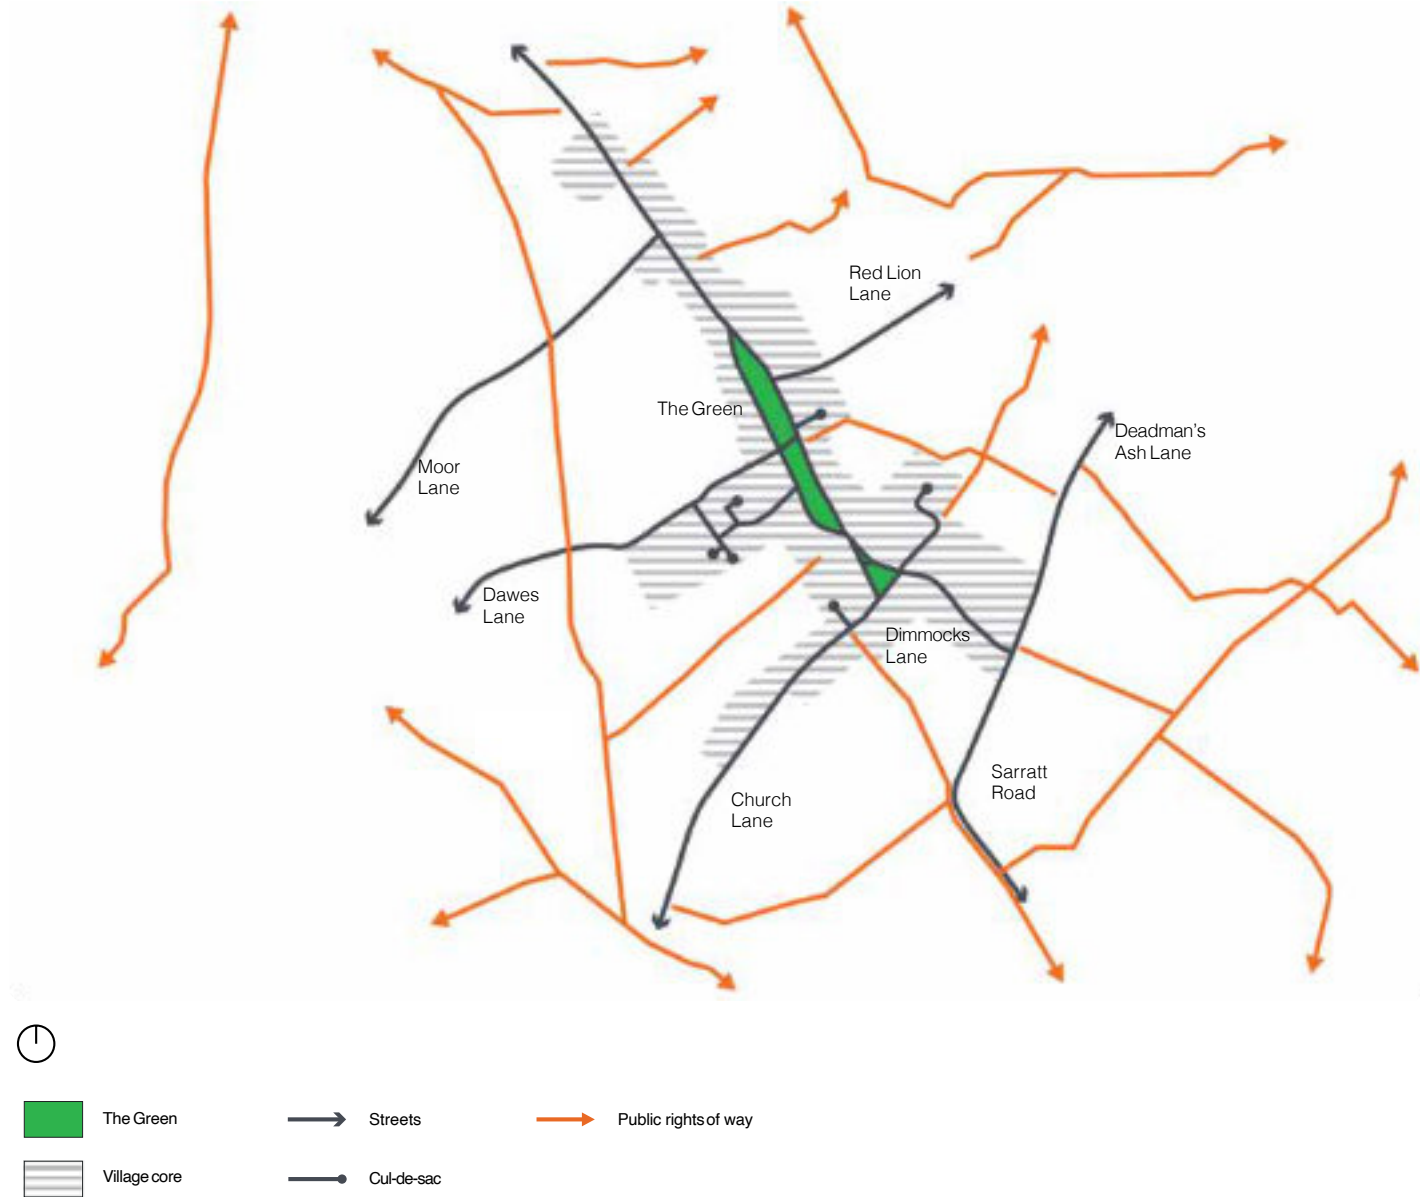 Red Lion
Lane
The Green
Deadman's
Ash Lane
Moor
Lane
Dawes
Lane
Dimmocks
Lane
Sarratt
Road
Church
Lane
The Green
Streets
Public rights of way
Village core
Cul-de-sac